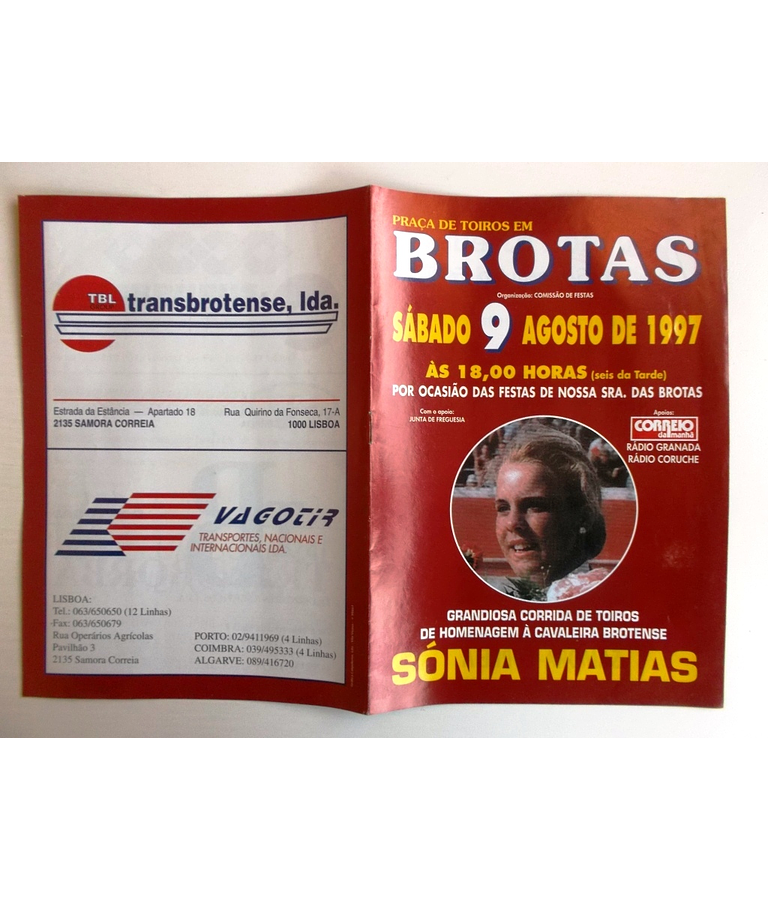 TBL
transbrotense, lda.
Estrada da Estância — Apartado 18
2135 SAMORA CORREIA
Rua Quirino da Fonseca, 17-A
1000 LISBOA
VAGOTIR
TRANSPORTES, NACIONAIS E
INTERNACIONAIS LDA.
LISBOA:
Tel.: 063/650650 (12 Linhas)
Fax: 063/650679
Rua Operários Agrícolas
Pavilhão 3
2135 Samora Correia
PORTO: 02/9411969 (4 Linhas)
COIMBRA: 039/495333 (4 Linhas)
ALGARVE: 089/416720
PRAÇA DE TOIROS EM
BROTAS
Organização: COMISSÃO DE FESTAS
SÁBADO 9 AGOSTO DE 1997
ÀS 18,00 HORAS (seis da Tarde)
POR OCASIÃO DAS FESTAS DE NOSSA SRA. DAS BROTAS
Com o apoio:
JUNTA DE FREGUESIA
Apoios:
CORREIO
da manhã
RÁDIO GRANADA
RÁDIO CORUCHE
GRANDIOSA CORRIDA DE TOIROS
DE HOMENAGEM À CAVALEIRA BROTENSE
SÓNIA MATIAS